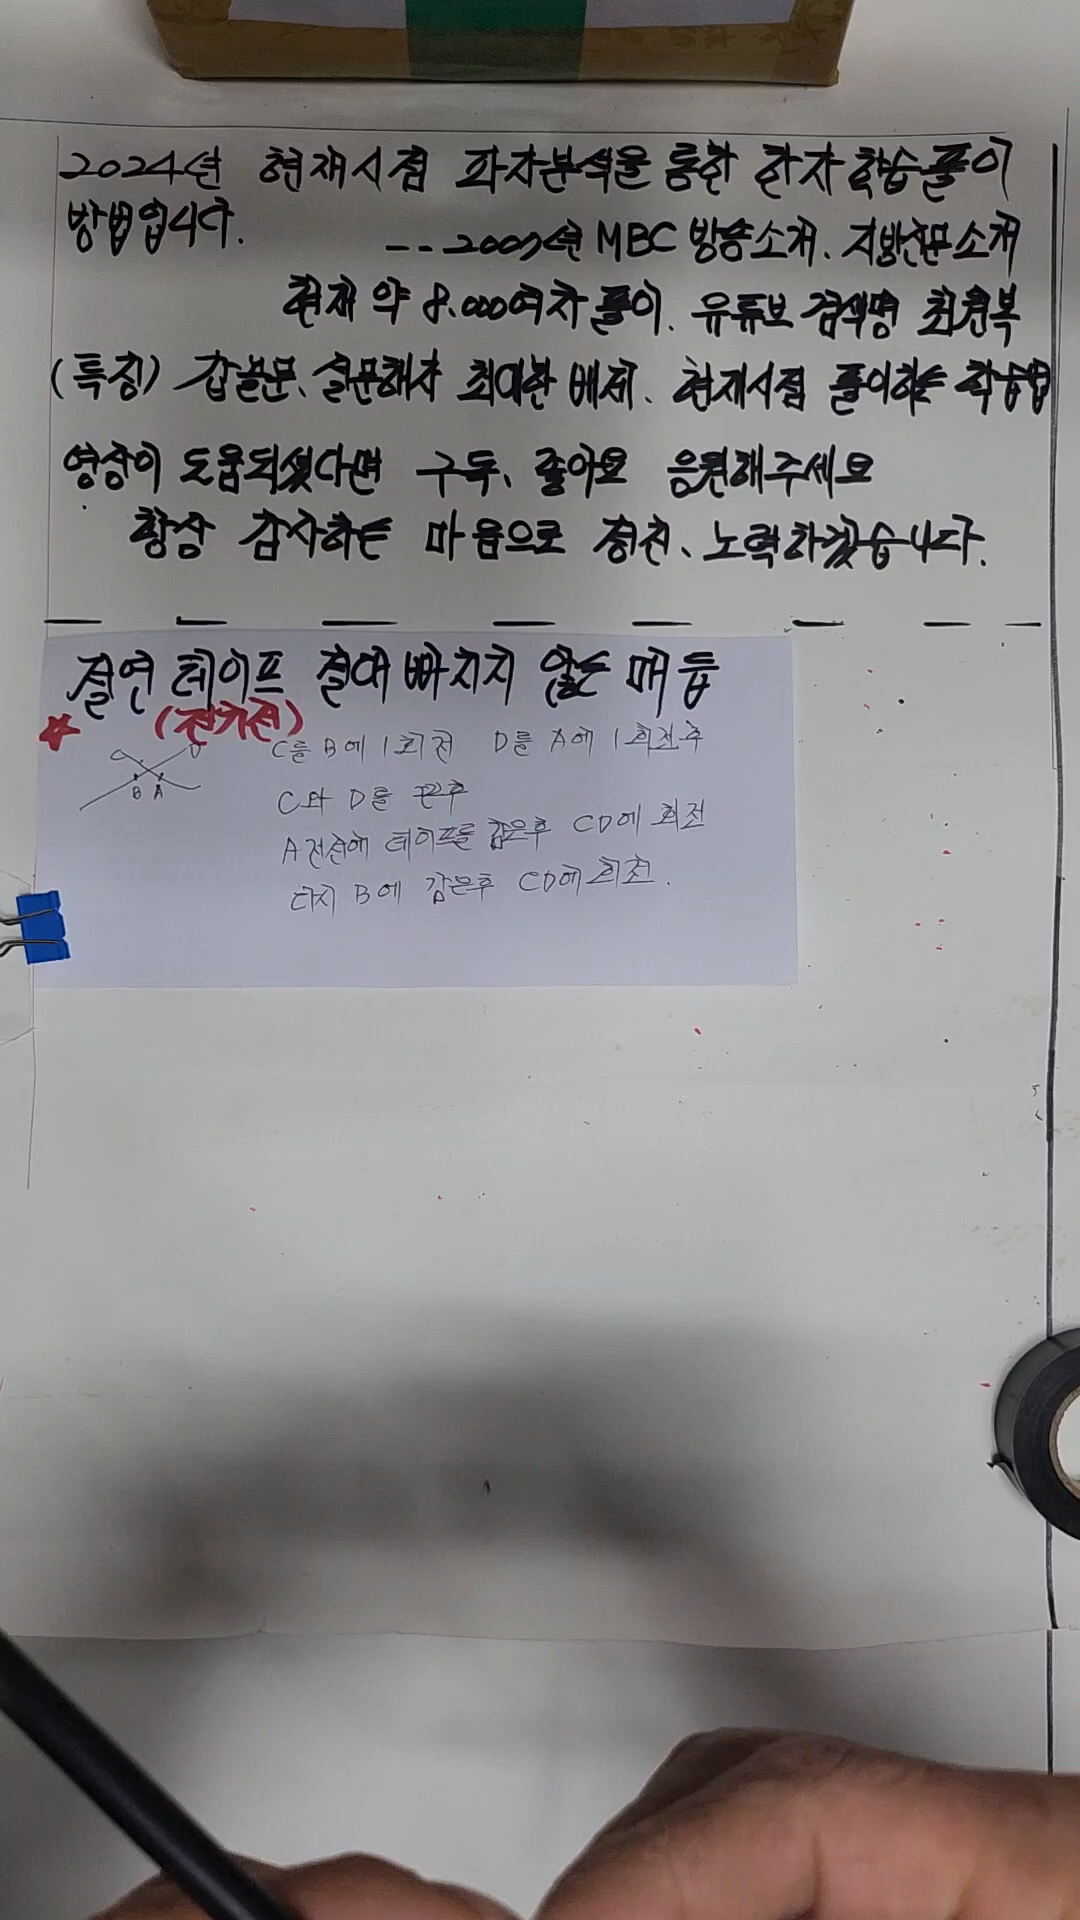 2024년 현재시점 파자분석을 통한 한자학습풀이
방법입니다.
---2007년 MBC 방송소개. 지방신문소개
현재 약 8.000여자 풀이. 유튜브 검색명 최천복
(특징) 갑골문、설문해자 최대한 배제. 현재시점 풀이하는 학습법
영상이 도움되셨다면 구독、좋아요 응원해주세요
항상 감사하는 마음으로 정진、노력하겠습니다.
절연 테이프 절대 빠지지 않는 매듭
(전기선)
C를 B에 1회전 D를 A에 1회전후
C D
B A
C와 D를 꼰후
A전선에 테이프를 감은후 CD에 회전
다시 B에 감은후 CD에 회전.